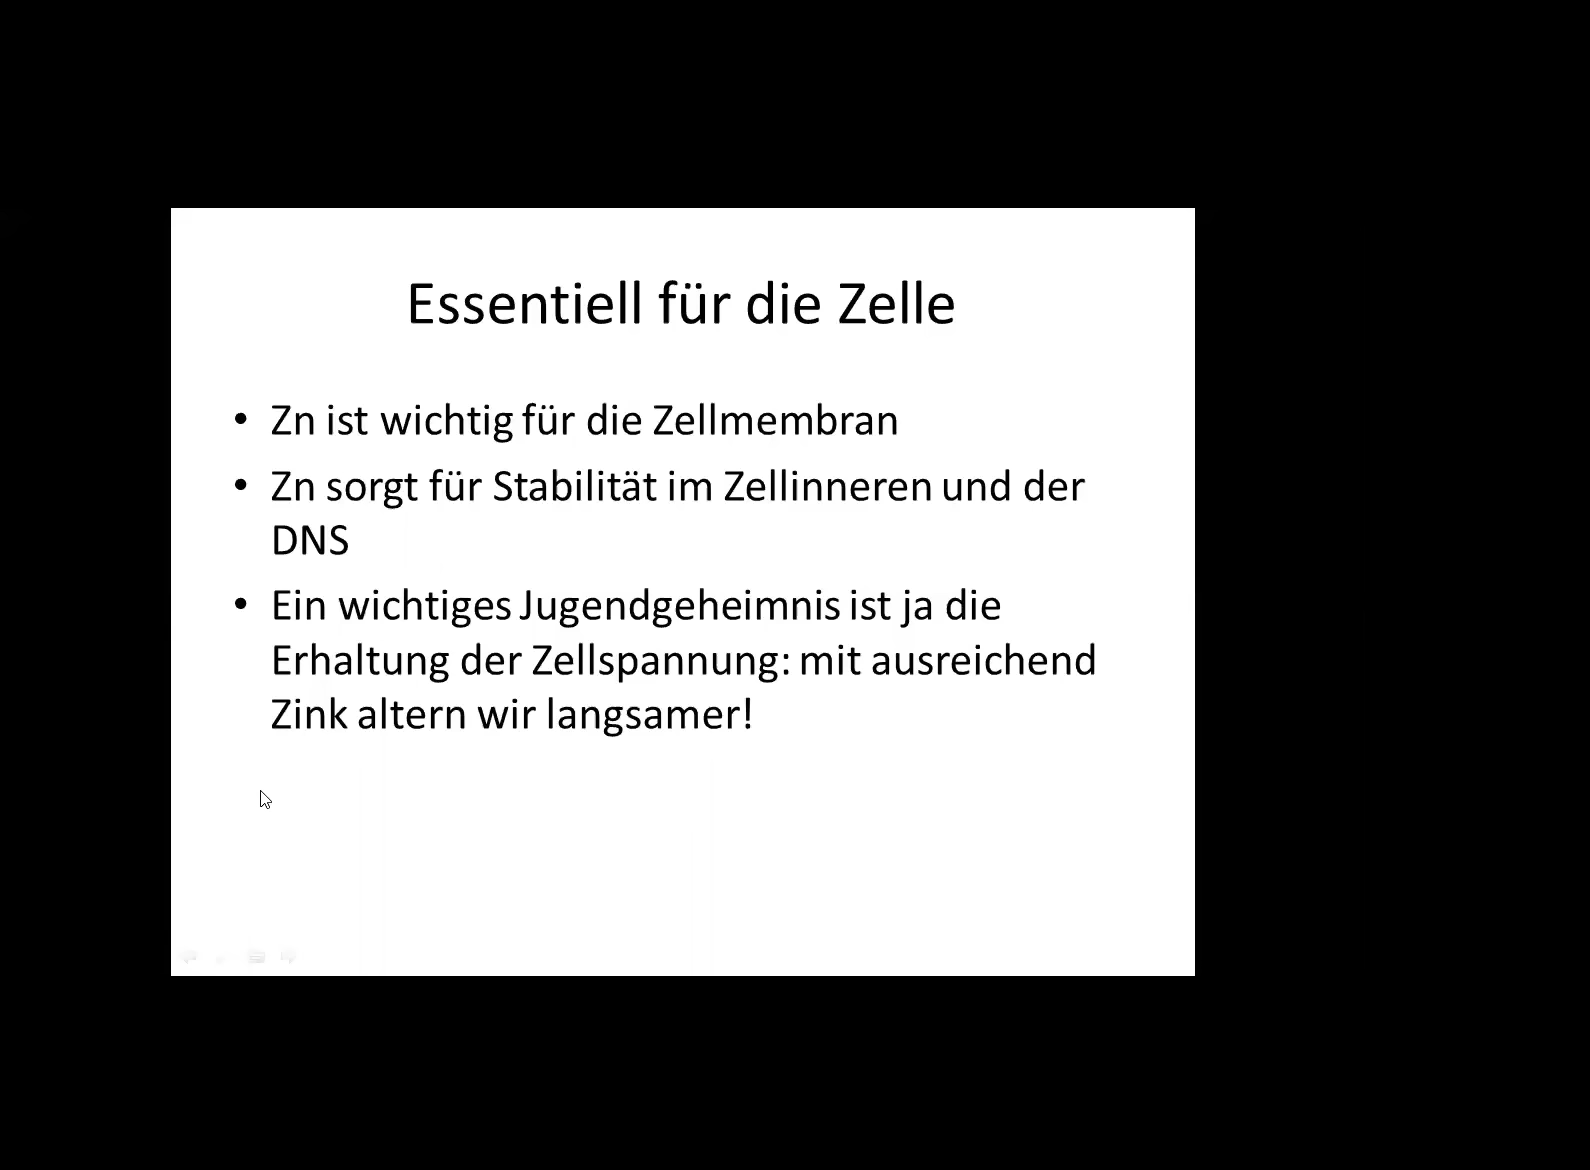 Essentiell für die Zelle
• Zn ist wichtig für die Zellmembran
• Zn sorgt für Stabilität im Zellinneren und der
DNS
• Ein wichtiges Jugendgeheimnis ist ja die
Erhaltung der Zellspannung: mit ausreichend
Zink altern wir langsamer!